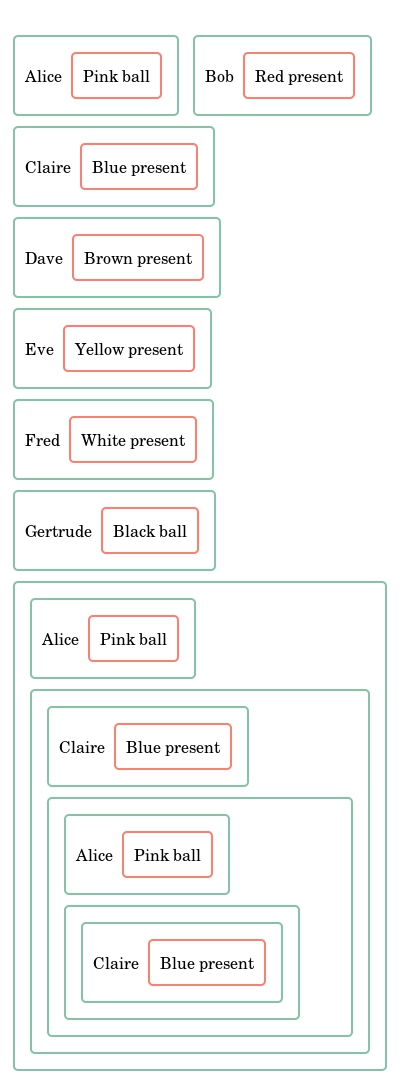 Alice Pink ball Bob Red present
Claire Blue present
Dave Brown present
Eve Yellow present
Fred White present
Gertrude Black ball
Alice Pink ball
Claire Blue present
Alice Pink ball
Claire Blue present